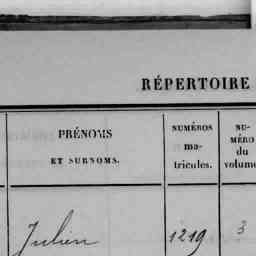 RÉPERTOIRE
PRÉNOMS
ET SURNOMS.
NUMÉROS
ma-
tricules.
NU-
MÉRO
du
volume
Julien
1219
3